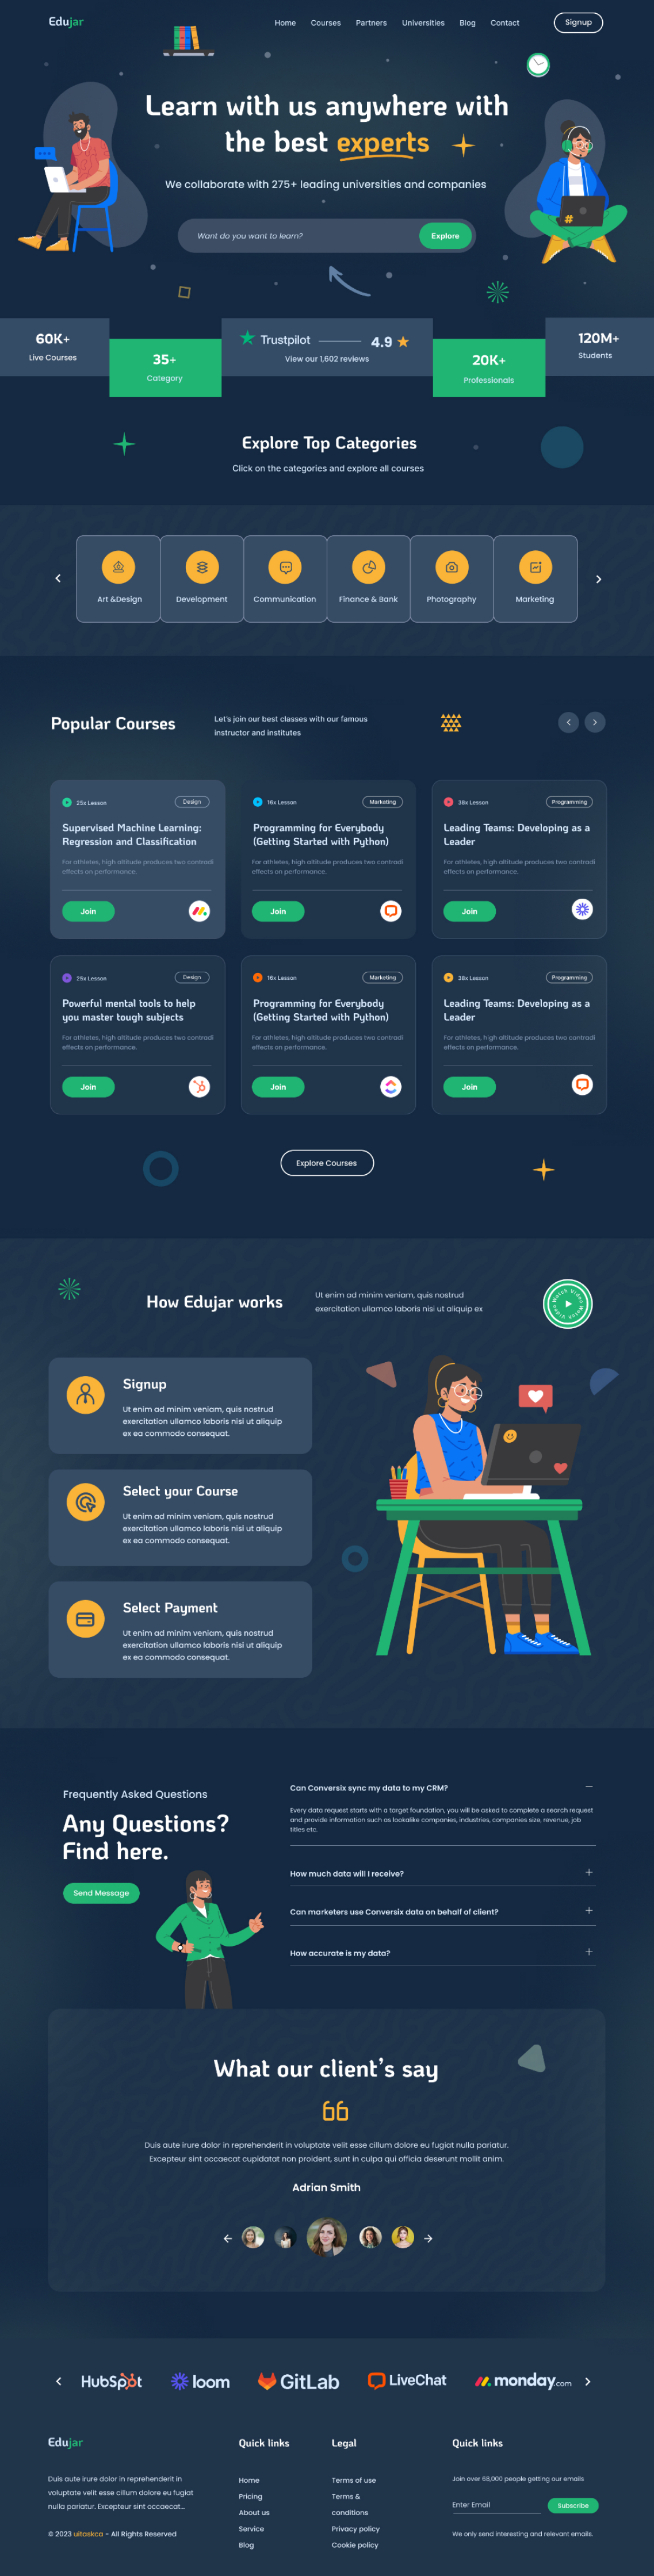 Edujar
Home Courses Partners Universities Blog Contact Signup
Learn with us anywhere with
the best experts
We collaborate with 275+ leading universities and companies
Want do you want to learn? Explore
60K+
Live Courses
35+
Category
Trustpilot 4.9
View our 1,602 reviews
20K+
Professionals
120M+
Students
Explore Top Categories
Click on the categories and explore all courses
Art &Design Development Communication Finance & Bank Photography Marketing
Popular Courses
Let's join our best classes with our famous
instructor and institutes
25x Lesson Design
Supervised Machine Learning:
Regression and Classification
For athletes, high altitude produces two contradi
effects on performance.
Join
16x Lesson Marketing
Programming for Everybody
(Getting Started with Python)
For athletes, high altitude produces two contradi
effects on performance.
Join
38x Lesson Programming
Leading Teams: Developing as a
Leader
For athletes, high altitude produces two contradi
effects on performance.
Join
25x Lesson Design
Powerful mental tools to help
you master tough subjects
For athletes, high altitude produces two contradi
effects on performance.
Join
16x Lesson Marketing
Programming for Everybody
(Getting Started with Python)
For athletes, high altitude produces two contradi
effects on performance.
Join
38x Lesson Programming
Leading Teams: Developing as a
Leader
For athletes, high altitude produces two contradi
effects on performance.
Join
Explore Courses
How Edujar works
Ut enim ad minim veniam, quis nostrud
exercitation ullamco laboris nisi ut aliquip ex
Watch Video Watch Video
Signup
Ut enim ad minim veniam, quis nostrud
exercitation ullamco laboris nisi ut aliquip
ex ea commodo consequat.
Select your Course
Ut enim ad minim veniam, quis nostrud
exercitation ullamco laboris nisi ut aliquip
ex ea commodo consequat.
Select Payment
Ut enim ad minim veniam, quis nostrud
exercitation ullamco laboris nisi ut aliquip
ex ea commodo consequat.
Frequently Asked Questions
Any Questions?
Find here.
Send Message
Can Conversix sync my data to my CRM?
Every data request starts with a target foundation, you will be asked to complete a search request
and provide information such as lookalike companies, industries, companies size, revenue, job
titles etc.
How much data will I receive?
Can marketers use Conversix data on behalf of client?
How accurate is my data?
What our client's say
Duis aute irure dolor in reprehenderit in voluptate velit esse cillum dolore eu fugiat nulla pariatur.
Excepteur sint occaecat cupidatat non proident, sunt in culpa qui officia deserunt mollit anim.
Adrian Smith
HubSpot loom GitLab LiveChat monday.com
Edujar
Duis aute irure dolor in reprehenderit in
voluptate velit esse cillum dolore eu fugiat
nulla pariatur. Excepteur sint occaecat...
© 2023 uitaskca - All Rights Reserved
Quick links
Home
Pricing
About us
Service
Blog
Legal
Terms of use
Terms &
conditions
Privacy policy
Cookie policy
Quick links
Join over 68,000 people getting our emails
Enter Email Subscribe
We only send interesting and relevant emails.